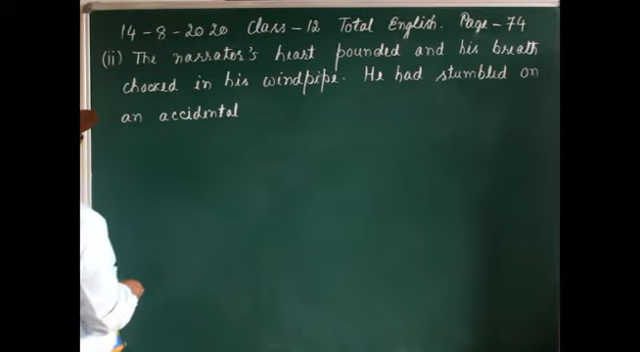 14-8-2020 Class-12 Total English. Page-74
(ii) The narrator's heart pounded and his breath
chocked in his windpipe. He had stumbled on
an accidental